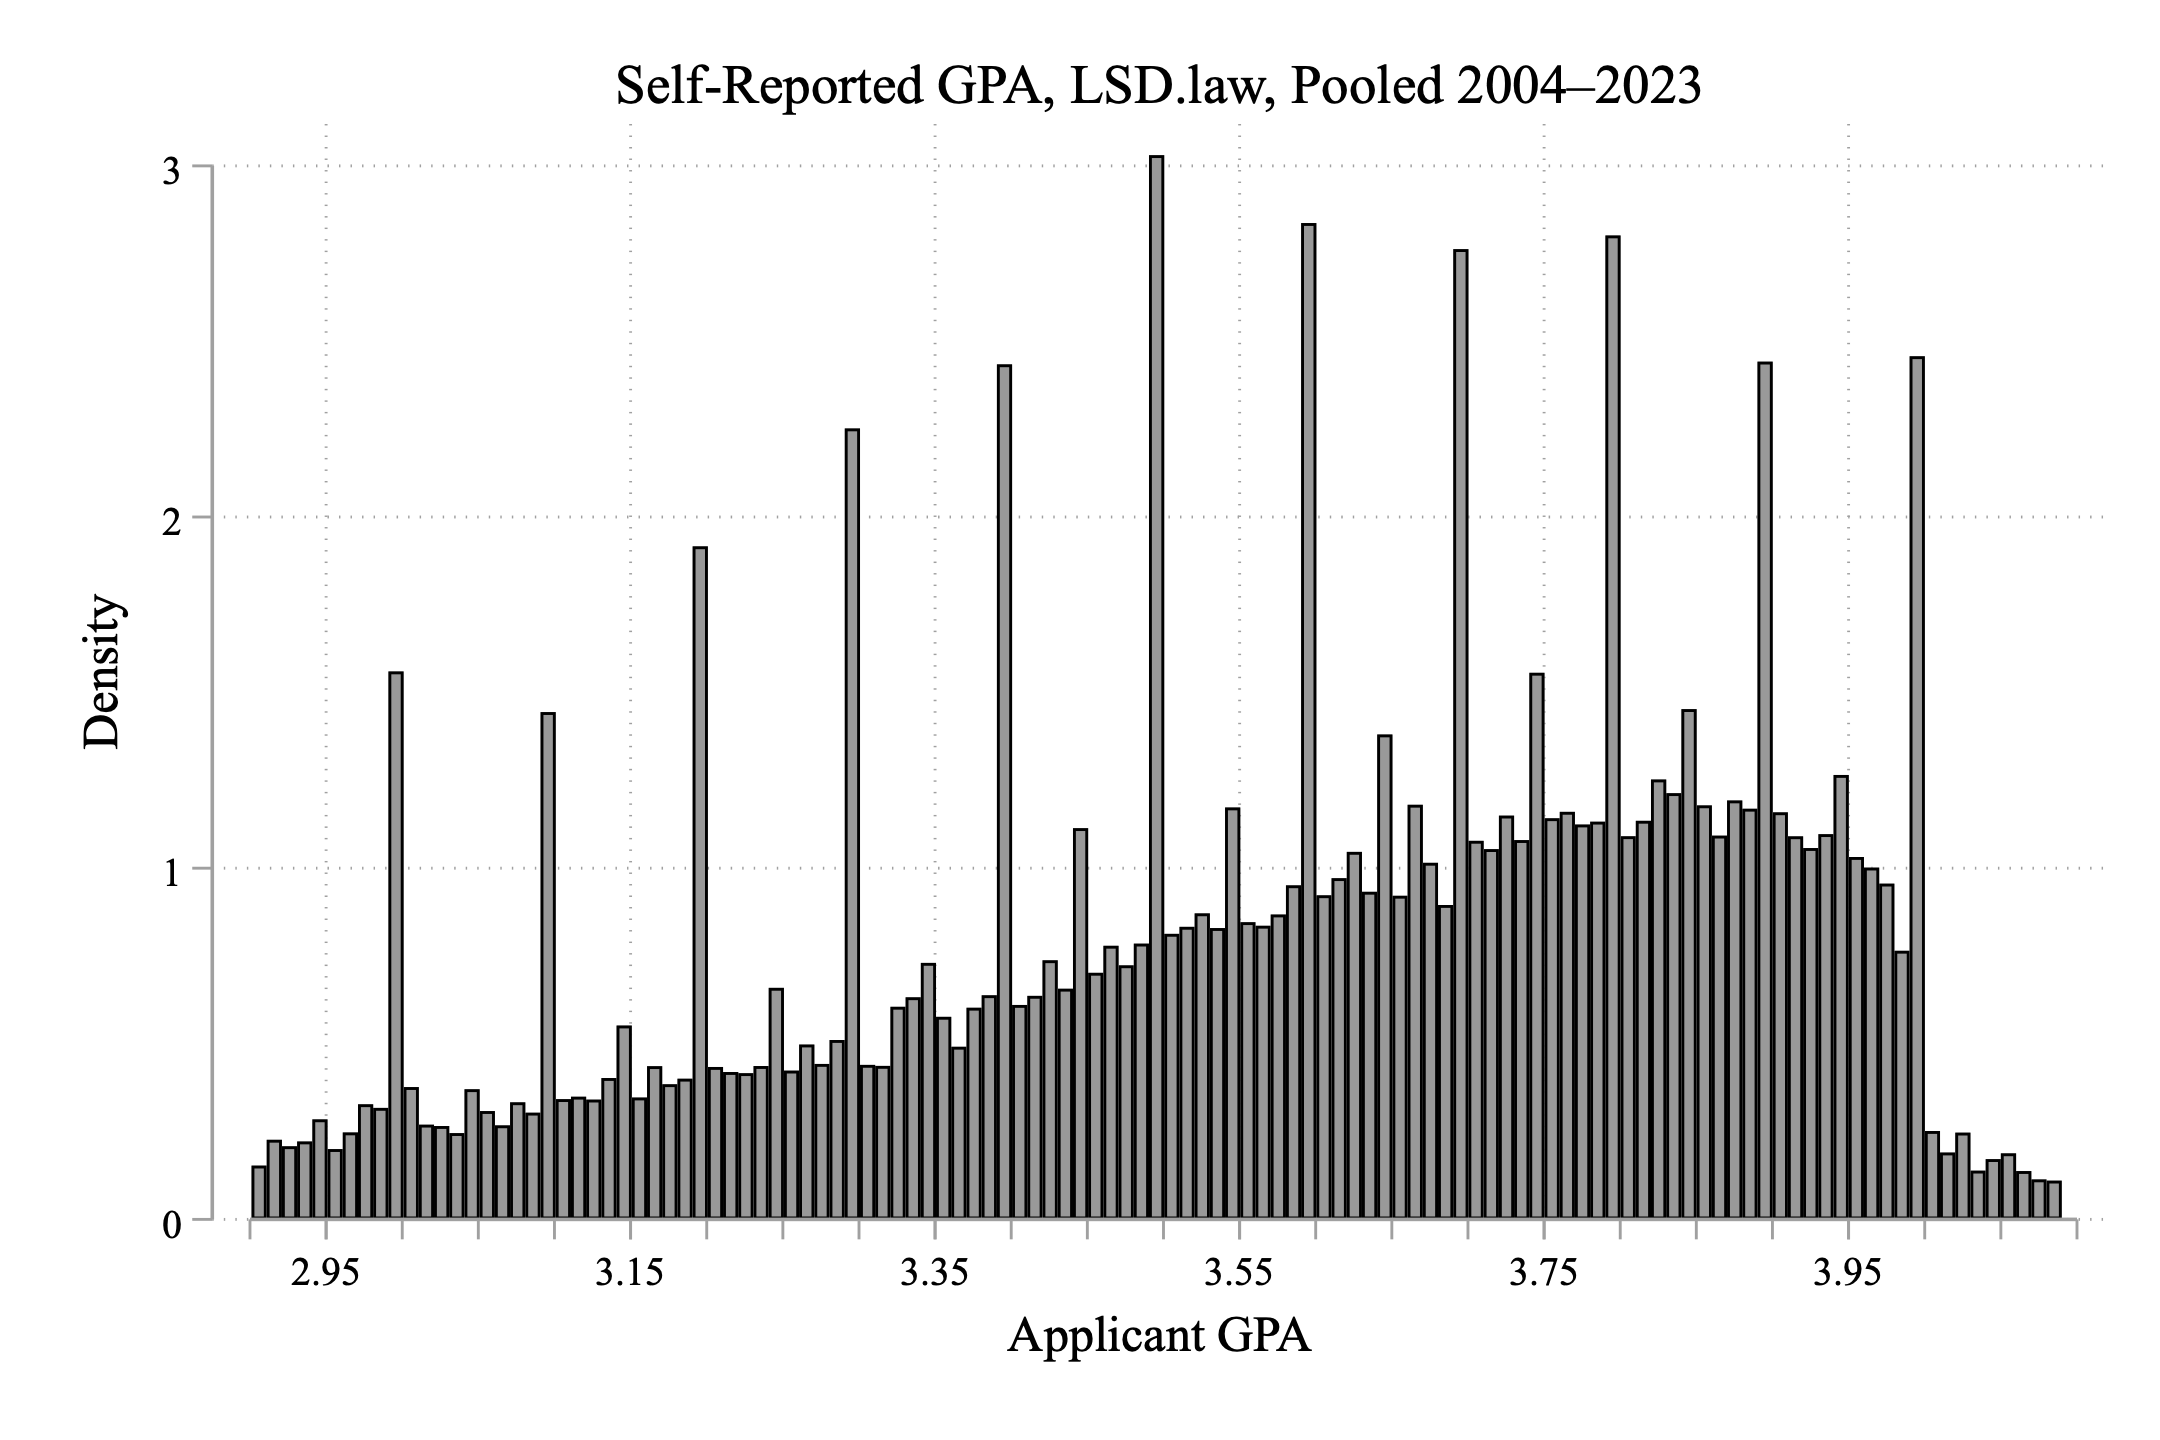 Self-Reported GPA, LSD.law, Pooled 2004–2023
3
2
1
0
Density
2.95 3.15 3.35 3.55 3.75 3.95
Applicant GPA